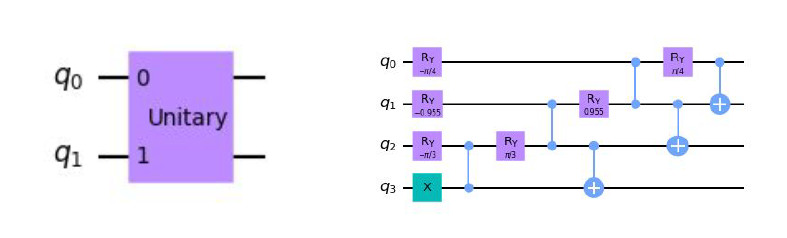 q0 0
Unitary
q1 1
q0 RY −π/4 RY π/4
q1 RY −0.955 RY 0.955
q2 RY −π/3 RY π/3
q3 X